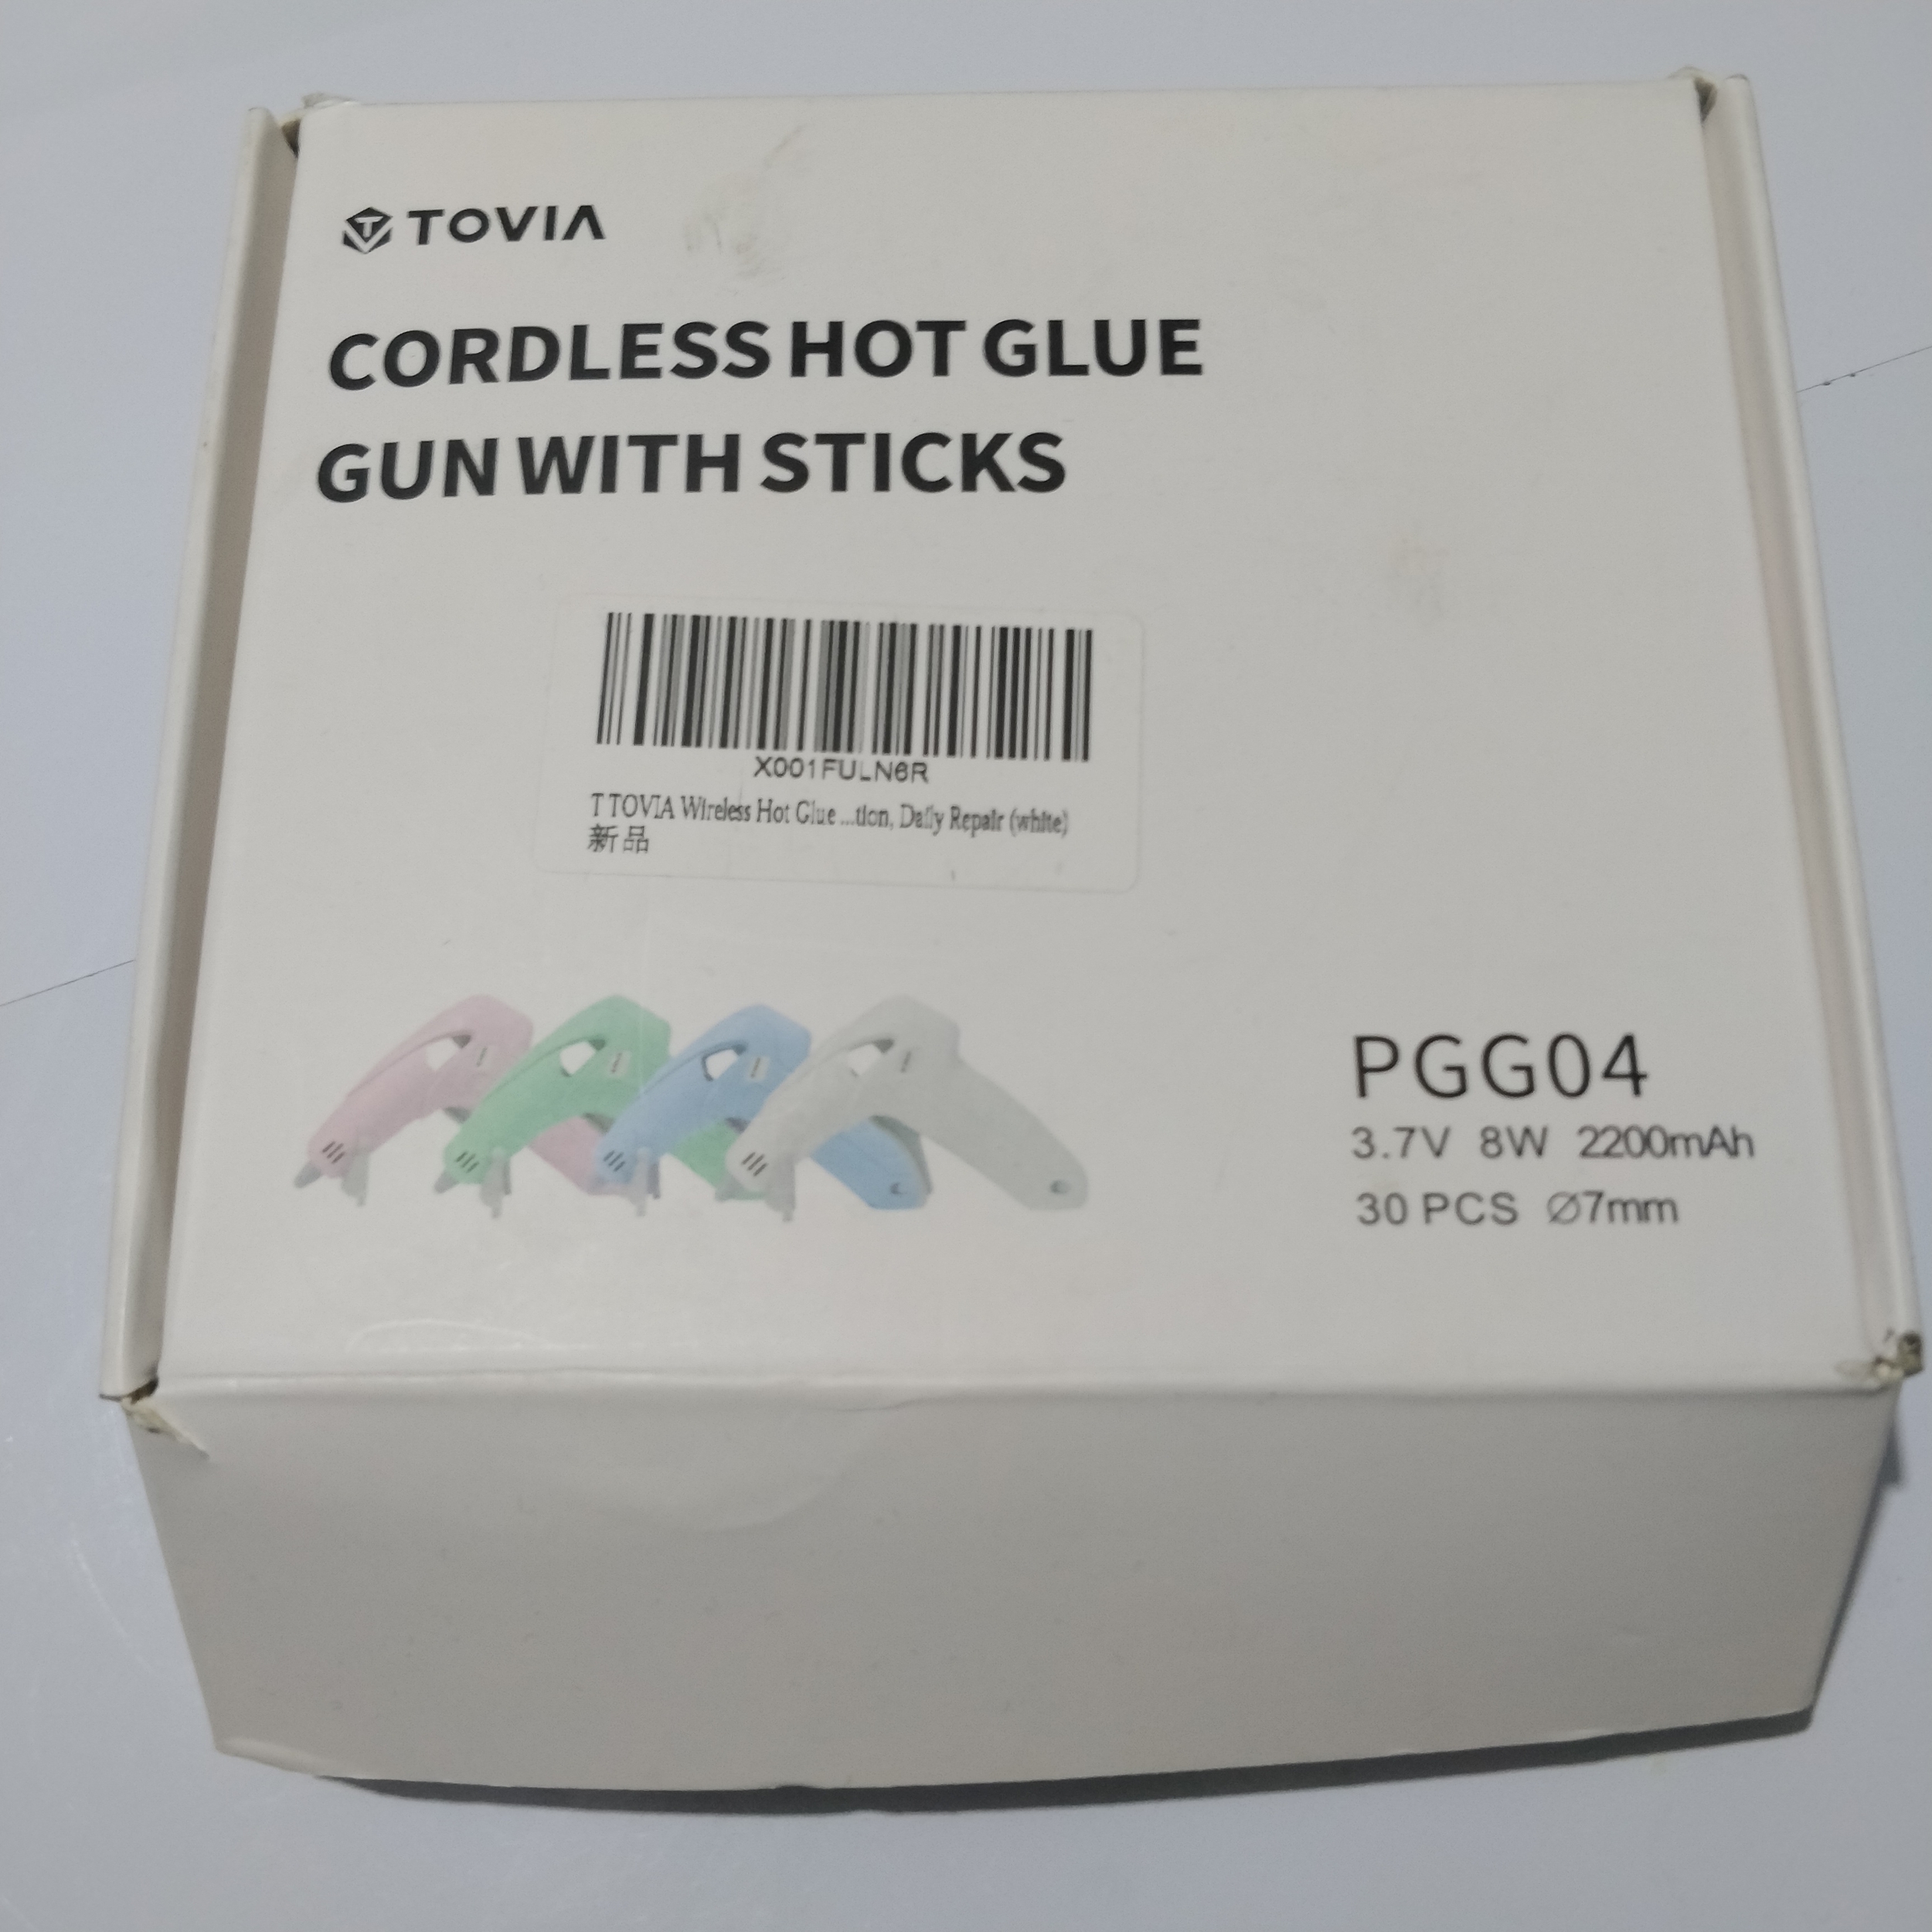 TOVIA
CORDLESS HOT GLUE
GUN WITH STICKS
X001FULN6R
T TOVIA Wireless Hot Glue ...tion, Daily Repair (white)
新品
PGG04
3.7V 8W 2200mAh
30 PCS Ø7mm